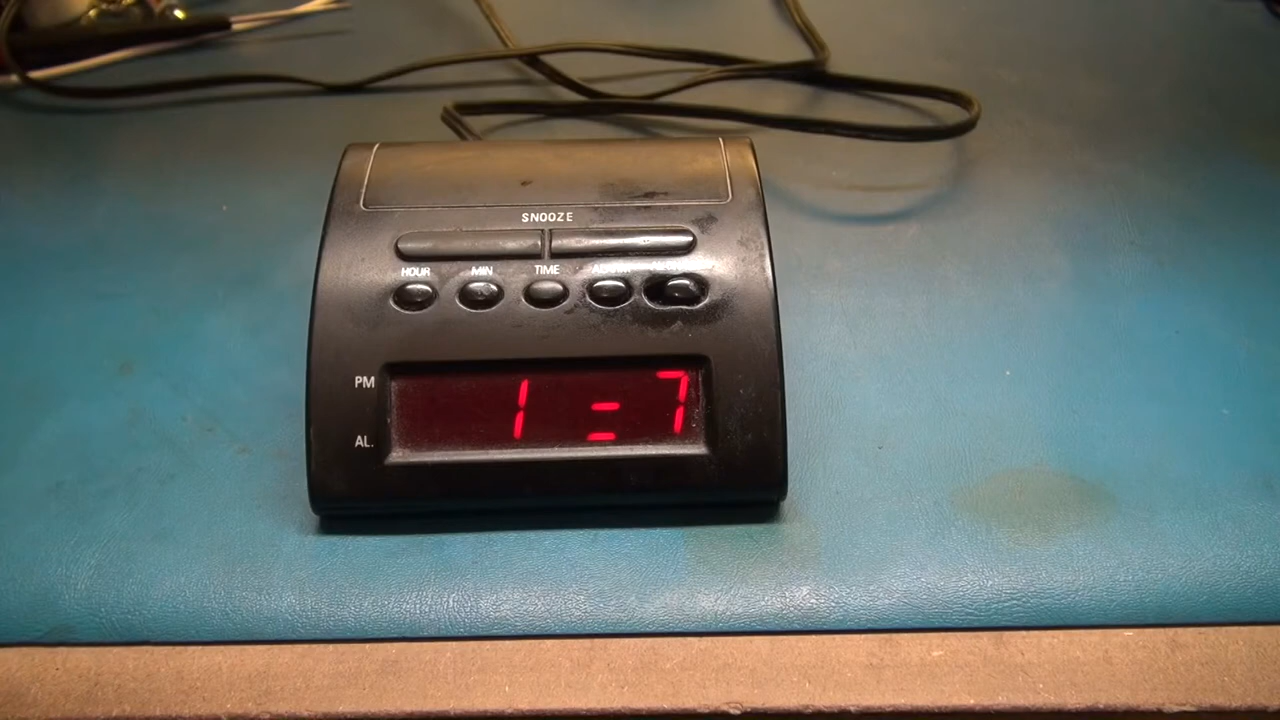 SNOOZE
HOUR MIN TIME
PM
AL.
1 = 7